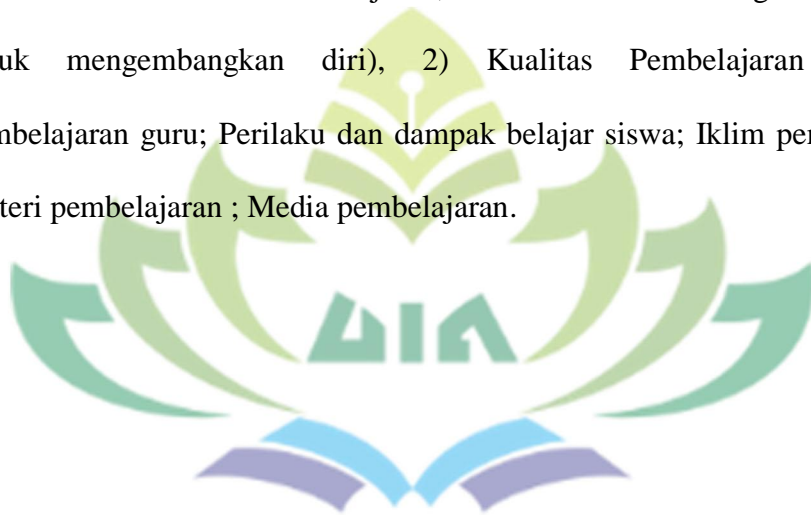 uk mengembangkan diri), 2) Kualitas Pembelajaran
mbelajaran guru; Perilaku dan dampak belajar siswa; Iklim pe
teri pembelajaran ; Media pembelajaran.
UIN